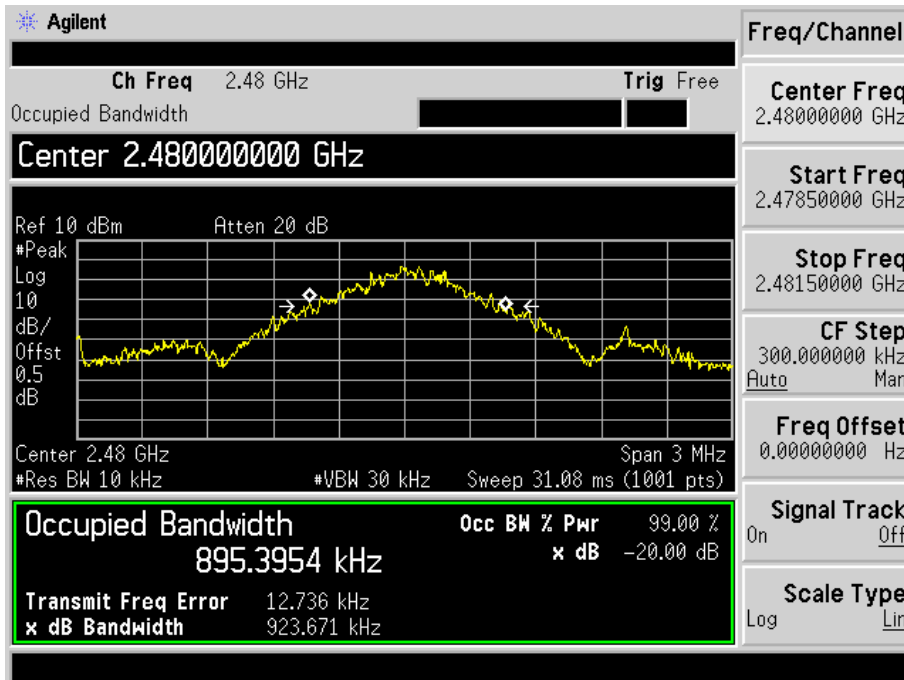 Agilent
Freq/Channel
Ch Freq 2.48 GHz Trig Free
Occupied Bandwidth
Center 2.480000000 GHz
Ref 10 dBm Atten 20 dB
#Peak
Log
10
dB/
Offst
0.5
dB
Center 2.48 GHz Span 3 MHz
#Res BW 10 kHz #VBW 30 kHz Sweep 31.08 ms (1001 pts)
Occupied Bandwidth Occ BW % Pwr 99.00 %
895.3954 kHz x dB -20.00 dB
Transmit Freq Error 12.736 kHz
x dB Bandwidth 923.671 kHz
Center Freq
2.48000000 GHz
Start Freq
2.47850000 GHz
Stop Freq
2.48150000 GHz
CF Step
300.000000 kHz
Auto Man
Freq Offset
0.00000000 Hz
Signal Track
On Off
Scale Type
Log Lin